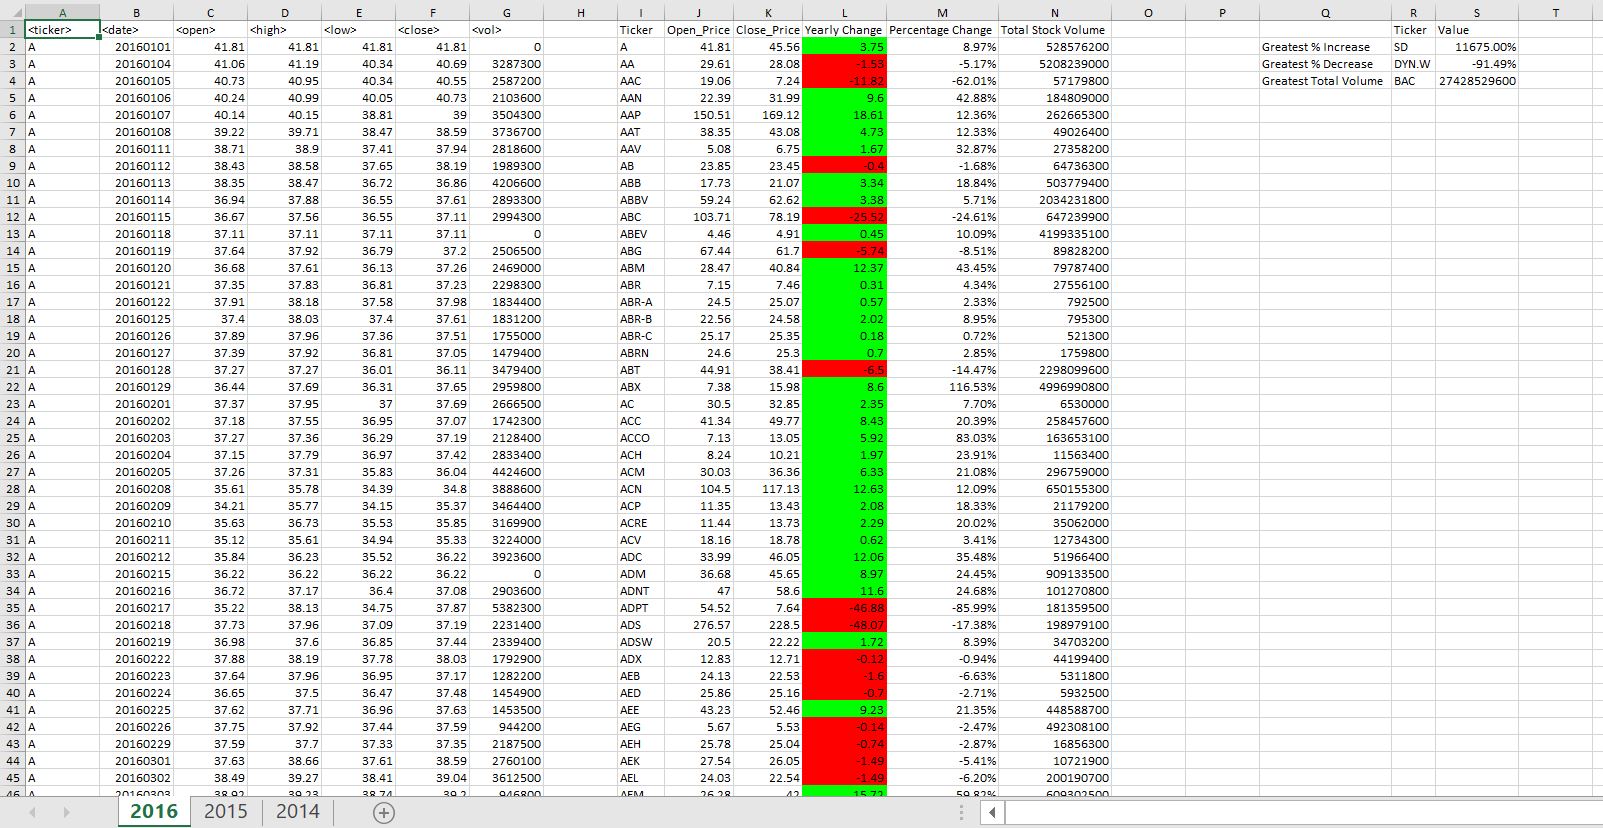 A B C D E F G H I J K L M N O P Q R S T
1 <ticker> <date> <open> <high> <low> <close> <vol> Ticker Open_Price Close_Price Yearly Change Percentage Change Total Stock Volume Ticker Value
2 A 20160101 41.81 41.81 41.81 41.81 0 A 41.81 45.56 3.75 8.97% 528576200 Greatest % Increase SD 11675.00%
3 A 20160104 41.06 41.19 40.34 40.69 3287300 AA 29.61 28.08 -1.53 -5.17% 5208239000 Greatest % Decrease DYN.W -91.49%
4 A 20160105 40.73 40.95 40.34 40.55 2587200 AAC 19.06 7.24 -11.82 -62.01% 57179800 Greatest Total Volume BAC 27428529600
5 A 20160106 40.24 40.99 40.05 40.73 2103600 AAN 22.39 31.99 9.6 42.88% 184809000
6 A 20160107 40.14 40.15 38.81 39 3504300 AAP 150.51 169.12 18.61 12.36% 262665300
7 A 20160108 39.22 39.71 38.47 38.59 3736700 AAT 38.35 43.08 4.73 12.33% 49026400
8 A 20160111 38.71 38.9 37.41 37.94 2818600 AAV 5.08 6.75 1.67 32.87% 27358200
9 A 20160112 38.43 38.58 37.65 38.19 1989300 AB 23.85 23.45 -0.4 -1.68% 64736300
10 A 20160113 38.35 38.47 36.72 36.86 4206600 ABB 17.73 21.07 3.34 18.84% 503779400
11 A 20160114 36.94 37.88 36.55 37.61 2893300 ABBV 59.24 62.62 3.38 5.71% 2034231800
12 A 20160115 36.67 37.56 36.55 37.11 2994300 ABC 103.71 78.19 -25.52 -24.61% 647239900
13 A 20160118 37.11 37.11 37.11 37.11 0 ABEV 4.46 4.91 0.45 10.09% 4199335100
14 A 20160119 37.64 37.92 36.79 37.2 2506500 ABG 67.44 61.7 -5.74 -8.51% 89828200
15 A 20160120 36.68 37.61 36.13 37.26 2469000 ABM 28.47 40.84 12.37 43.45% 79787400
16 A 20160121 37.35 37.83 36.81 37.23 2298300 ABR 7.15 7.46 0.31 4.34% 27556100
17 A 20160122 37.91 38.18 37.58 37.98 1834400 ABR-A 24.5 25.07 0.57 2.33% 792500
18 A 20160125 37.4 38.03 37.4 37.61 1831200 ABR-B 22.56 24.58 2.02 8.95% 795300
19 A 20160126 37.89 37.96 37.36 37.51 1755000 ABR-C 25.17 25.35 0.18 0.72% 521300
20 A 20160127 37.39 37.92 36.81 37.05 1479400 ABRN 24.6 25.3 0.7 2.85% 1759800
21 A 20160128 37.27 37.27 36.01 36.11 3479400 ABT 44.91 38.41 -6.5 -14.47% 2298099600
22 A 20160129 36.44 37.69 36.31 37.65 2959800 ABX 7.38 15.98 8.6 116.53% 4996990800
23 A 20160201 37.37 37.95 37 37.69 2666500 AC 30.5 32.85 2.35 7.70% 6530000
24 A 20160202 37.18 37.55 36.95 37.07 1742300 ACC 41.34 49.77 8.43 20.39% 258457600
25 A 20160203 37.27 37.36 36.29 37.19 2128400 ACCO 7.13 13.05 5.92 83.03% 163653100
26 A 20160204 37.15 37.79 36.97 37.42 2833400 ACH 8.24 10.21 1.97 23.91% 11563400
27 A 20160205 37.26 37.31 35.83 36.04 4424600 ACM 30.03 36.36 6.33 21.08% 296759000
28 A 20160208 35.61 35.78 34.39 34.8 3888600 ACN 104.5 117.13 12.63 12.09% 650155300
29 A 20160209 34.21 35.77 34.15 35.37 3464400 ACP 11.35 13.43 2.08 18.33% 21179200
30 A 20160210 35.63 36.73 35.53 35.85 3169900 ACRE 11.44 13.73 2.29 20.02% 35062000
31 A 20160211 35.12 35.61 34.94 35.33 3224000 ACV 18.16 18.78 0.62 3.41% 12734300
32 A 20160212 35.84 36.23 35.52 36.22 3923600 ADC 33.99 46.05 12.06 35.48% 51966400
33 A 20160215 36.22 36.22 36.22 36.22 0 ADM 36.68 45.65 8.97 24.45% 909133500
34 A 20160216 36.72 37.17 36.4 37.08 2903600 ADNT 47 58.6 11.6 24.68% 101270800
35 A 20160217 35.22 38.13 34.75 37.87 5382300 ADPT 54.52 7.64 -46.88 -85.99% 181359500
36 A 20160218 37.73 37.96 37.09 37.19 2231400 ADS 276.57 228.5 -48.07 -17.38% 198979100
37 A 20160219 36.98 37.6 36.85 37.44 2339400 ADSW 20.5 22.22 1.72 8.39% 34703200
38 A 20160222 37.88 38.19 37.78 38.03 1792900 ADX 12.83 12.71 -0.12 -0.94% 44199400
39 A 20160223 37.64 37.96 36.95 37.17 1282200 AEB 24.13 22.53 -1.6 -6.63% 5311800
40 A 20160224 36.65 37.5 36.47 37.48 1454900 AED 25.86 25.16 -0.7 -2.71% 5932500
41 A 20160225 37.62 37.71 36.96 37.63 1453500 AEE 43.23 52.46 9.23 21.35% 448588700
42 A 20160226 37.75 37.92 37.44 37.59 944200 AEG 5.67 5.53 -0.14 -2.47% 492308100
43 A 20160229 37.59 37.7 37.33 37.35 2187500 AEH 25.78 25.04 -0.74 -2.87% 16856300
44 A 20160301 37.63 38.66 37.61 38.59 2760100 AEK 27.54 26.05 -1.49 -5.41% 10721900
45 A 20160302 38.49 39.27 38.41 39.04 3612500 AEL 24.03 22.54 -1.49 -6.20% 200190700
46 A 20160303 38.92 39.23 38.74 39.2 946800 AEM 26.28 42 15.72 59.82% 609302500
2016 2015 2014